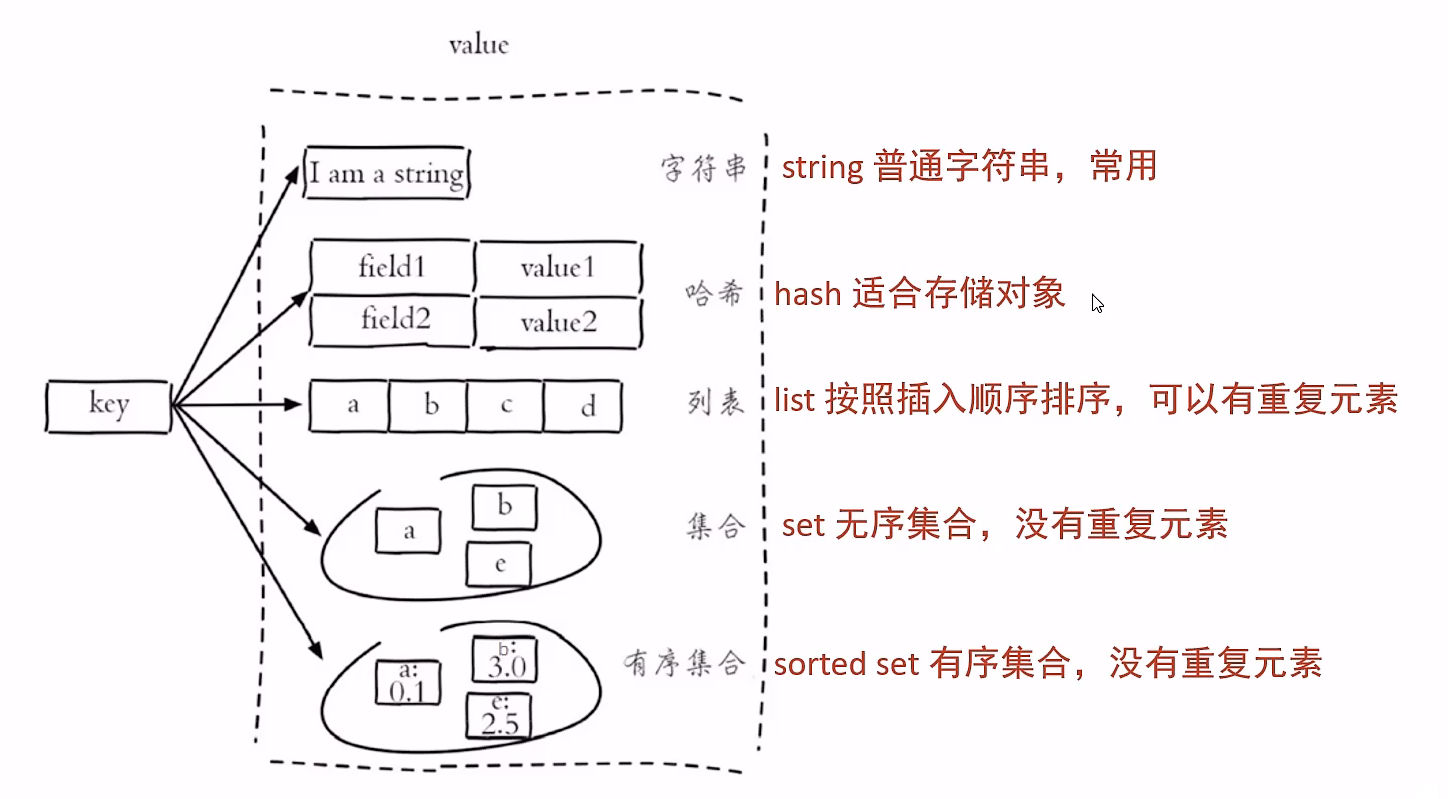 value
I am a string
字符串
string 普通字符串，常用
field1
value1
field2
value2
哈希
hash 适合存储对象
key
a
b
c
d
列表
list 按照插入顺序排序，可以有重复元素
a
b
e
集合
set 无序集合，没有重复元素
a:
0.1
b:
3.0
e:
2.5
有序集合
sorted set 有序集合，没有重复元素